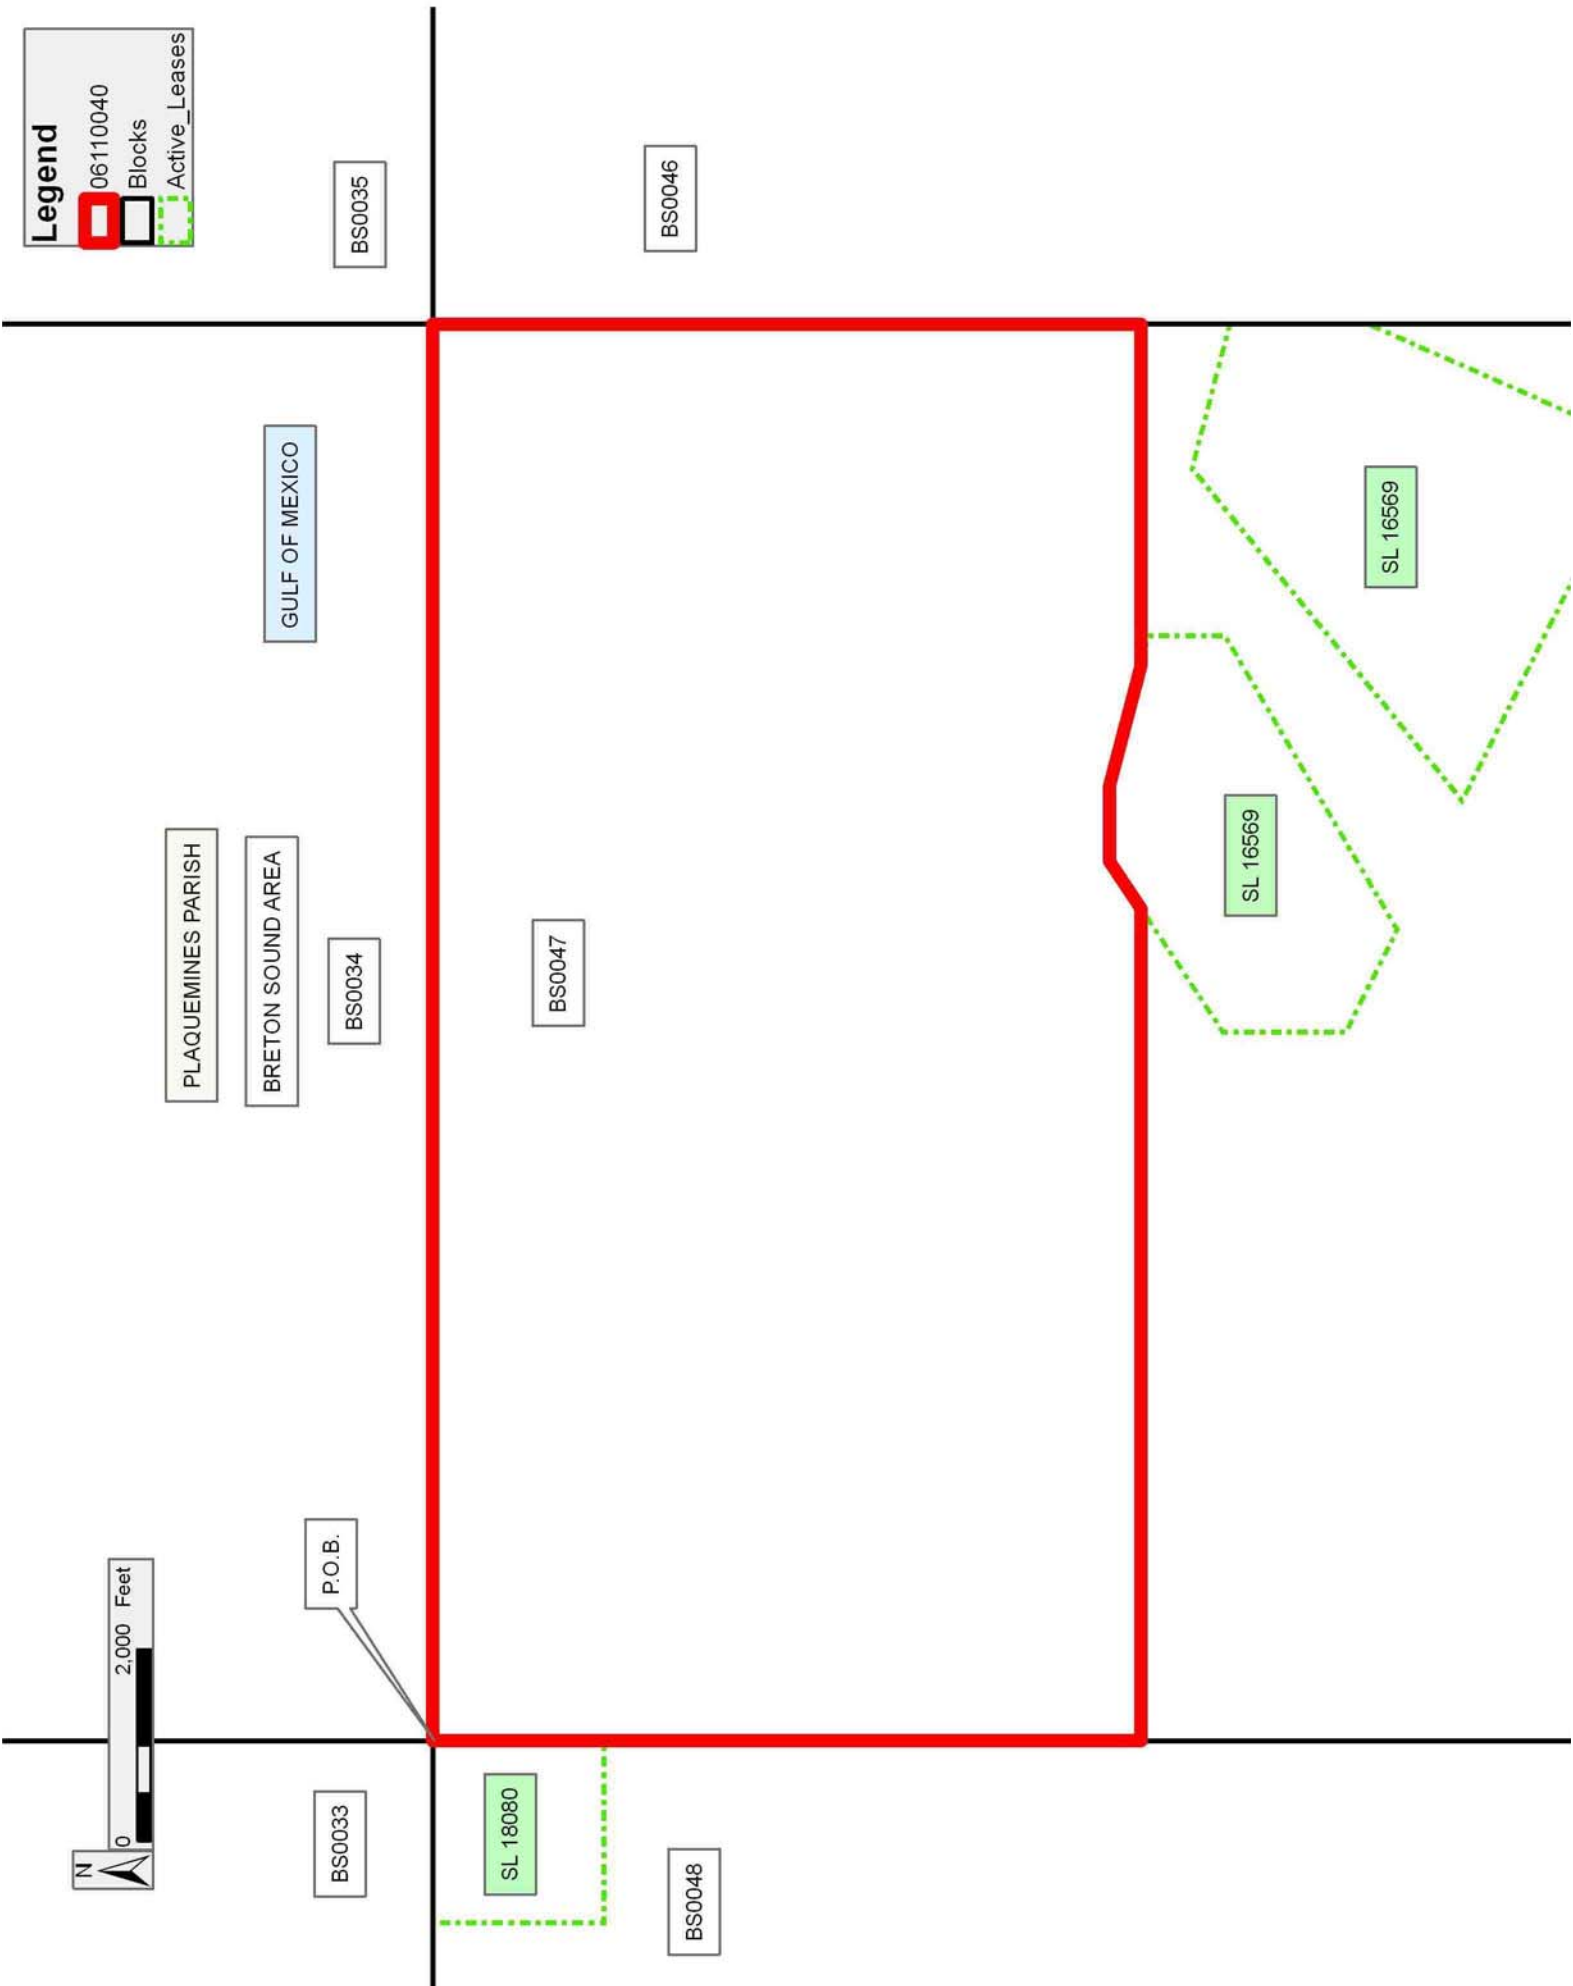 N
0 2,000 Feet
Legend
06110040
Blocks
Active_Leases
PLAQUEMINES PARISH
BRETON SOUND AREA
GULF OF MEXICO
BS0033
P.O.B.
BS0034
BS0035
SL 18080
BS0047
BS0046
BS0048
SL 16569
SL 16569